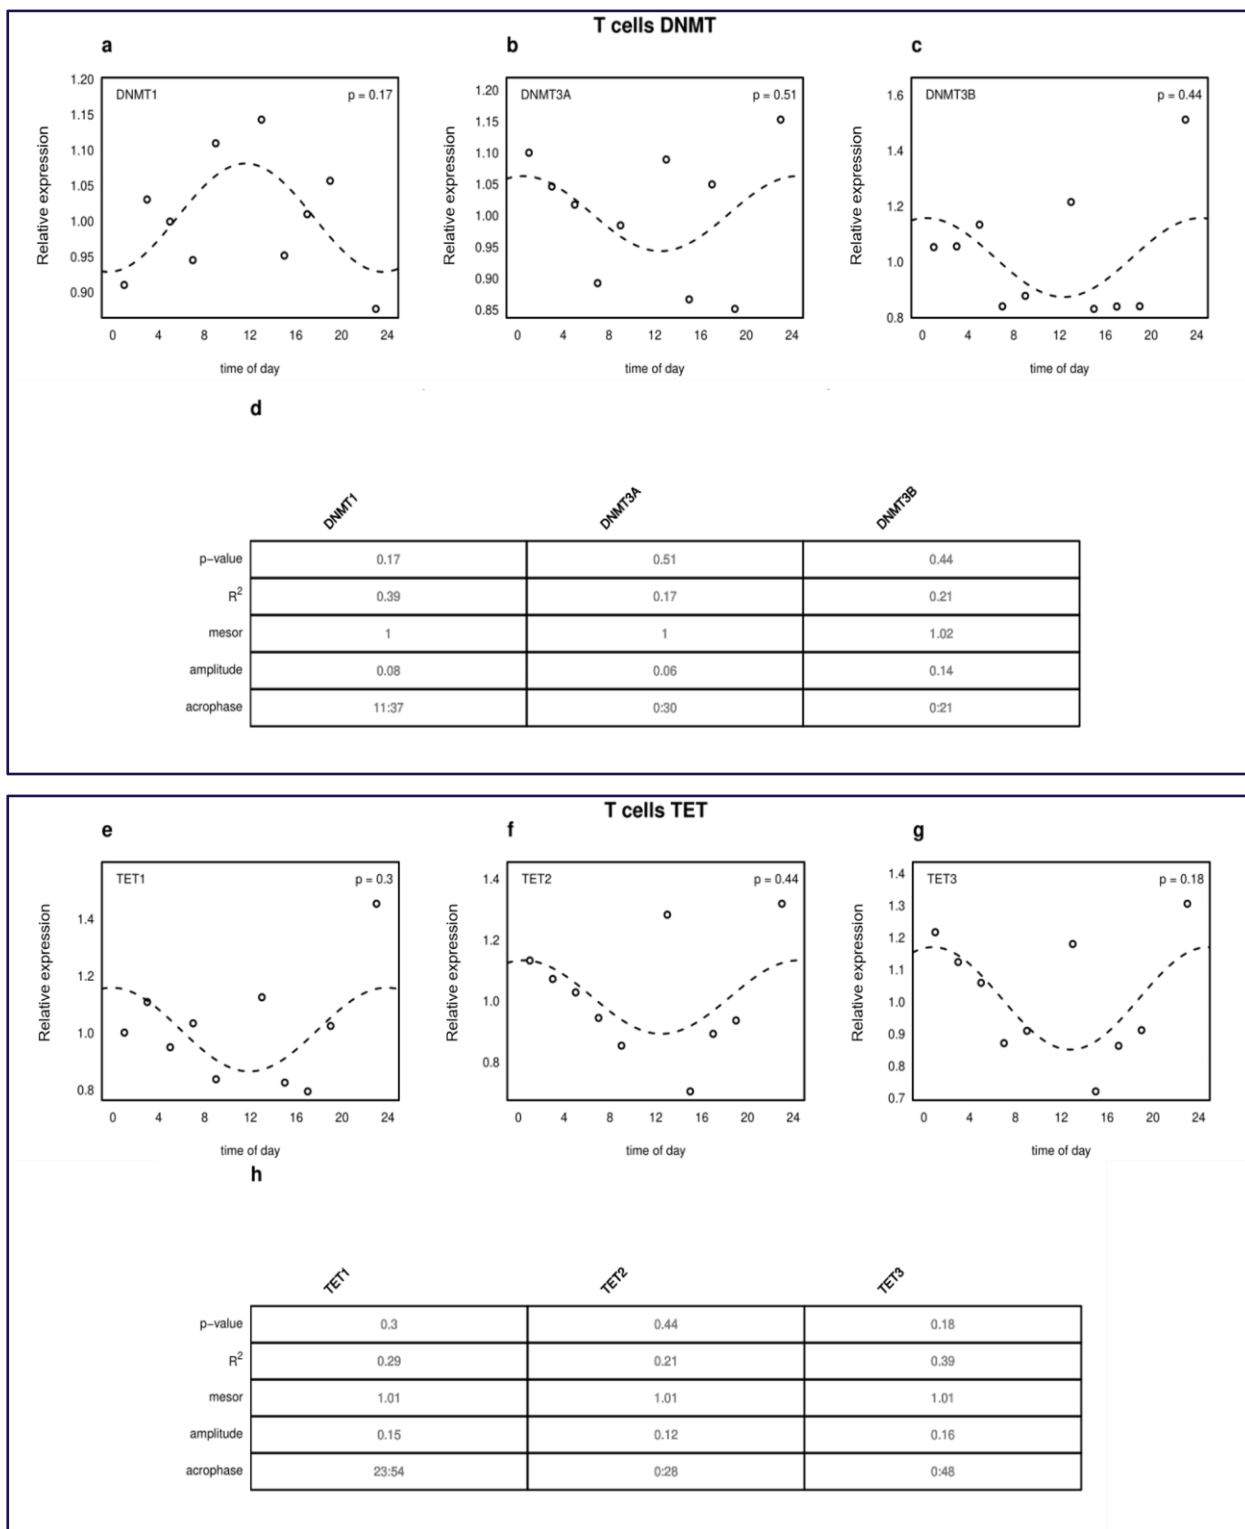 T cells DNMT
a
b
c
DNMT1
p = 0.17
DNMT3A
p = 0.51
DNMT3B
p = 0.44
Relative expression
1.20
1.15
1.10
1.05
1.00
0.95
0.90
0 4 8 12 16 20 24
time of day
Relative expression
1.20
1.15
1.10
1.05
1.00
0.95
0.90
0.85
0 4 8 12 16 20 24
time of day
Relative expression
1.6
1.4
1.2
1.0
0.8
0 4 8 12 16 20 24
time of day
d
DNMT1 DNMT3A DNMT3B
p−value 0.17 0.51 0.44
R2 0.39 0.17 0.21
mesor 1 1 1.02
amplitude 0.08 0.06 0.14
acrophase 11:37 0:30 0:21
T cells TET
e
f
g
TET1
p = 0.3
TET2
p = 0.44
TET3
p = 0.18
Relative expression
1.4
1.2
1.0
0.8
0 4 8 12 16 20 24
time of day
Relative expression
1.4
1.2
1.0
0.8
0 4 8 12 16 20 24
time of day
Relative expression
1.4
1.3
1.2
1.1
1.0
0.9
0.8
0.7
0 4 8 12 16 20 24
time of day
h
TET1 TET2 TET3
p−value 0.3 0.44 0.18
R2 0.29 0.21 0.39
mesor 1.01 1.01 1.01
amplitude 0.15 0.12 0.16
acrophase 23:54 0:28 0:48